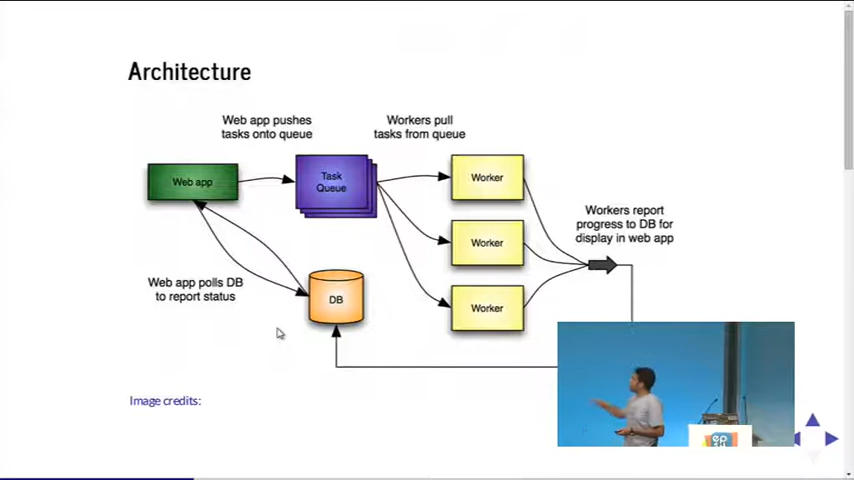 Architecture
Web app pushes
tasks onto queue
Workers pull
tasks from queue
Web app
Task
Queue
Worker
Workers report
progress to DB for
display in web app
Worker
Web app polls DB
to report status
DB
Worker
Image credits:
ep